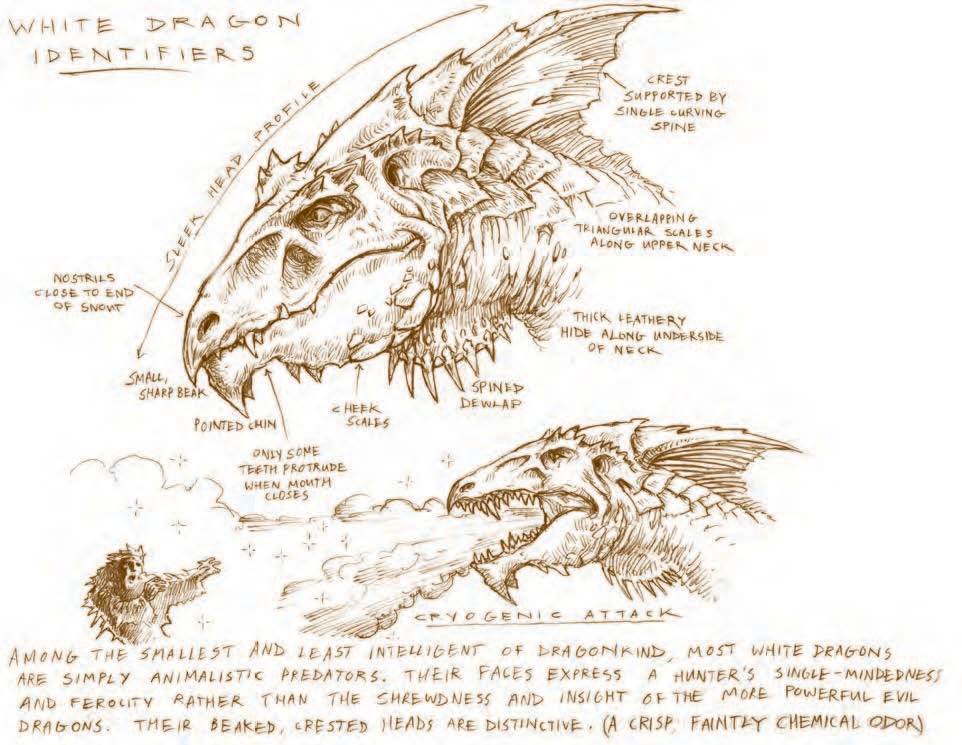 WHITE DRAGON
IDENTIFIERS
SLEEK HEAD PROFILE
CREST
SUPPORTED BY
SINGLE CURVING
SPINE
OVERLAPPING
TRIANGULAR SCALES
ALONG UPPER NECK
NOSTRILS
CLOSE TO END
OF SNOUT
THICK LEATHERY
HIDE ALONG UNDERSIDE
OF NECK
SMALL,
SHARP BEAK
SPINED
DEWLAP
POINTED CHIN
CHEEK
SCALES
ONLY SOME
TEETH PROTRUDE
WHEN MOUTH
CLOSES
CRYOGENIC ATTACK
AMONG THE SMALLEST AND LEAST INTELLIGENT OF DRAGONKIND, MOST WHITE DRAGONS
ARE SIMPLY ANIMALISTIC PREDATORS. THEIR FACES EXPRESS A HUNTER'S SINGLE-MINDEDNESS
AND FEROCITY RATHER THAN THE SHREWDNESS AND INSIGHT OF THE MORE POWERFUL EVIL
DRAGONS. THEIR BEAKED, CRESTED HEADS ARE DISTINCTIVE. (A CRISP, FAINTLY CHEMICAL ODOR)